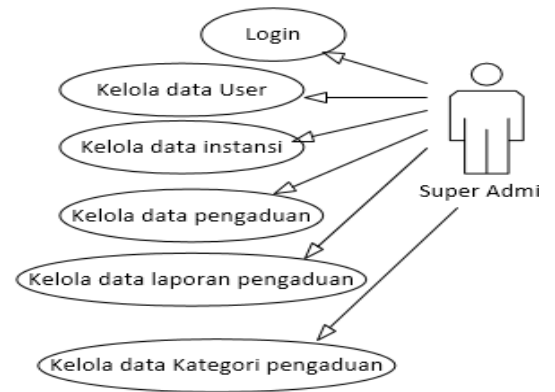 Login
Kelola data User
Kelola data instansi
Kelola data pengaduan
Super Admi
Kelola data laporan pengaduan
Kelola data Kategori pengaduan